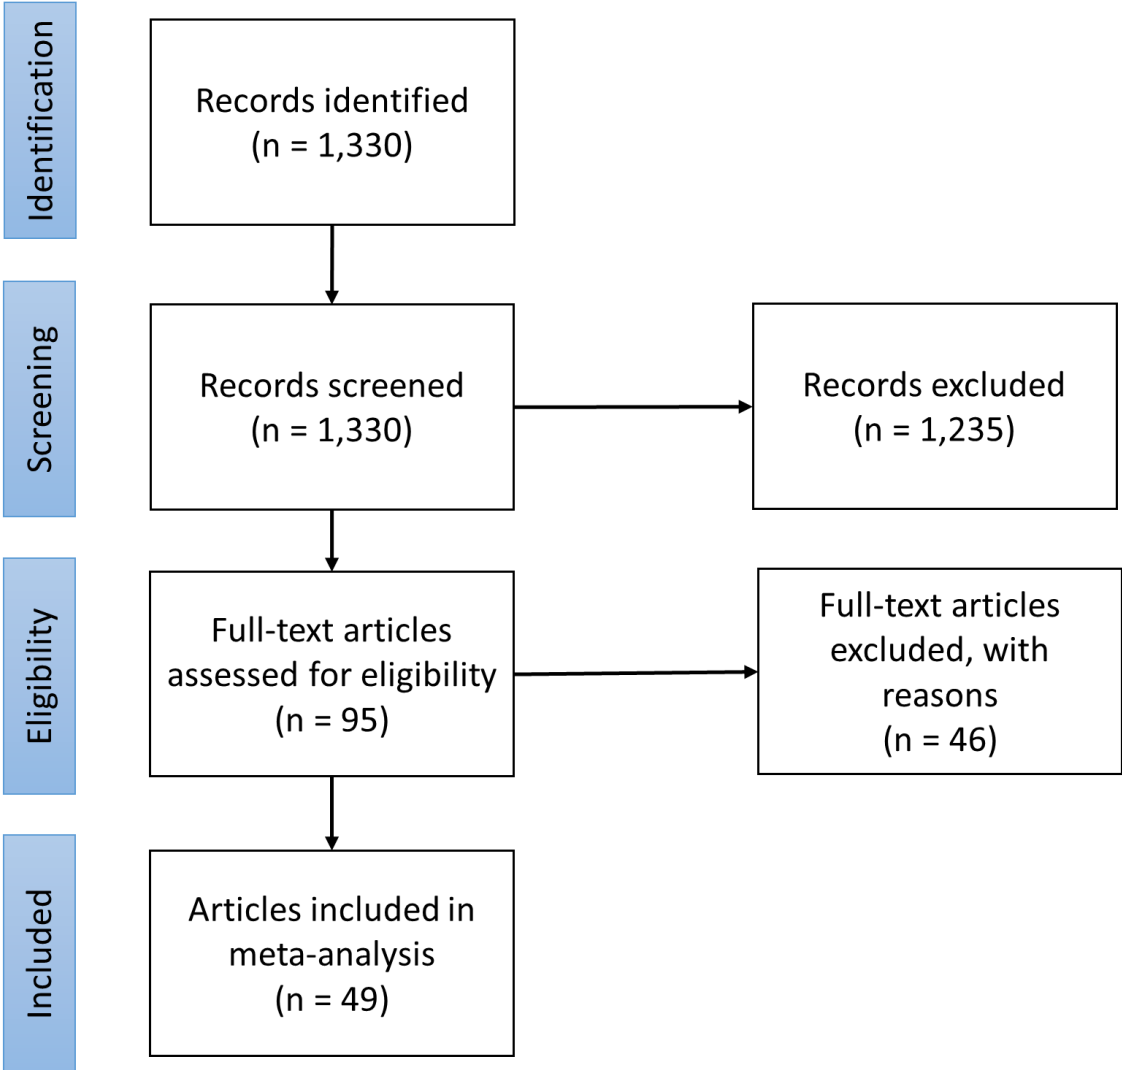 Identification
Records identified
(n = 1,330)
Screening
Records screened
(n = 1,330)
Records excluded
(n = 1,235)
Eligibility
Full-text articles
assessed for eligibility
(n = 95)
Full-text articles
excluded, with
reasons
(n = 46)
Included
Articles included in
meta-analysis
(n = 49)